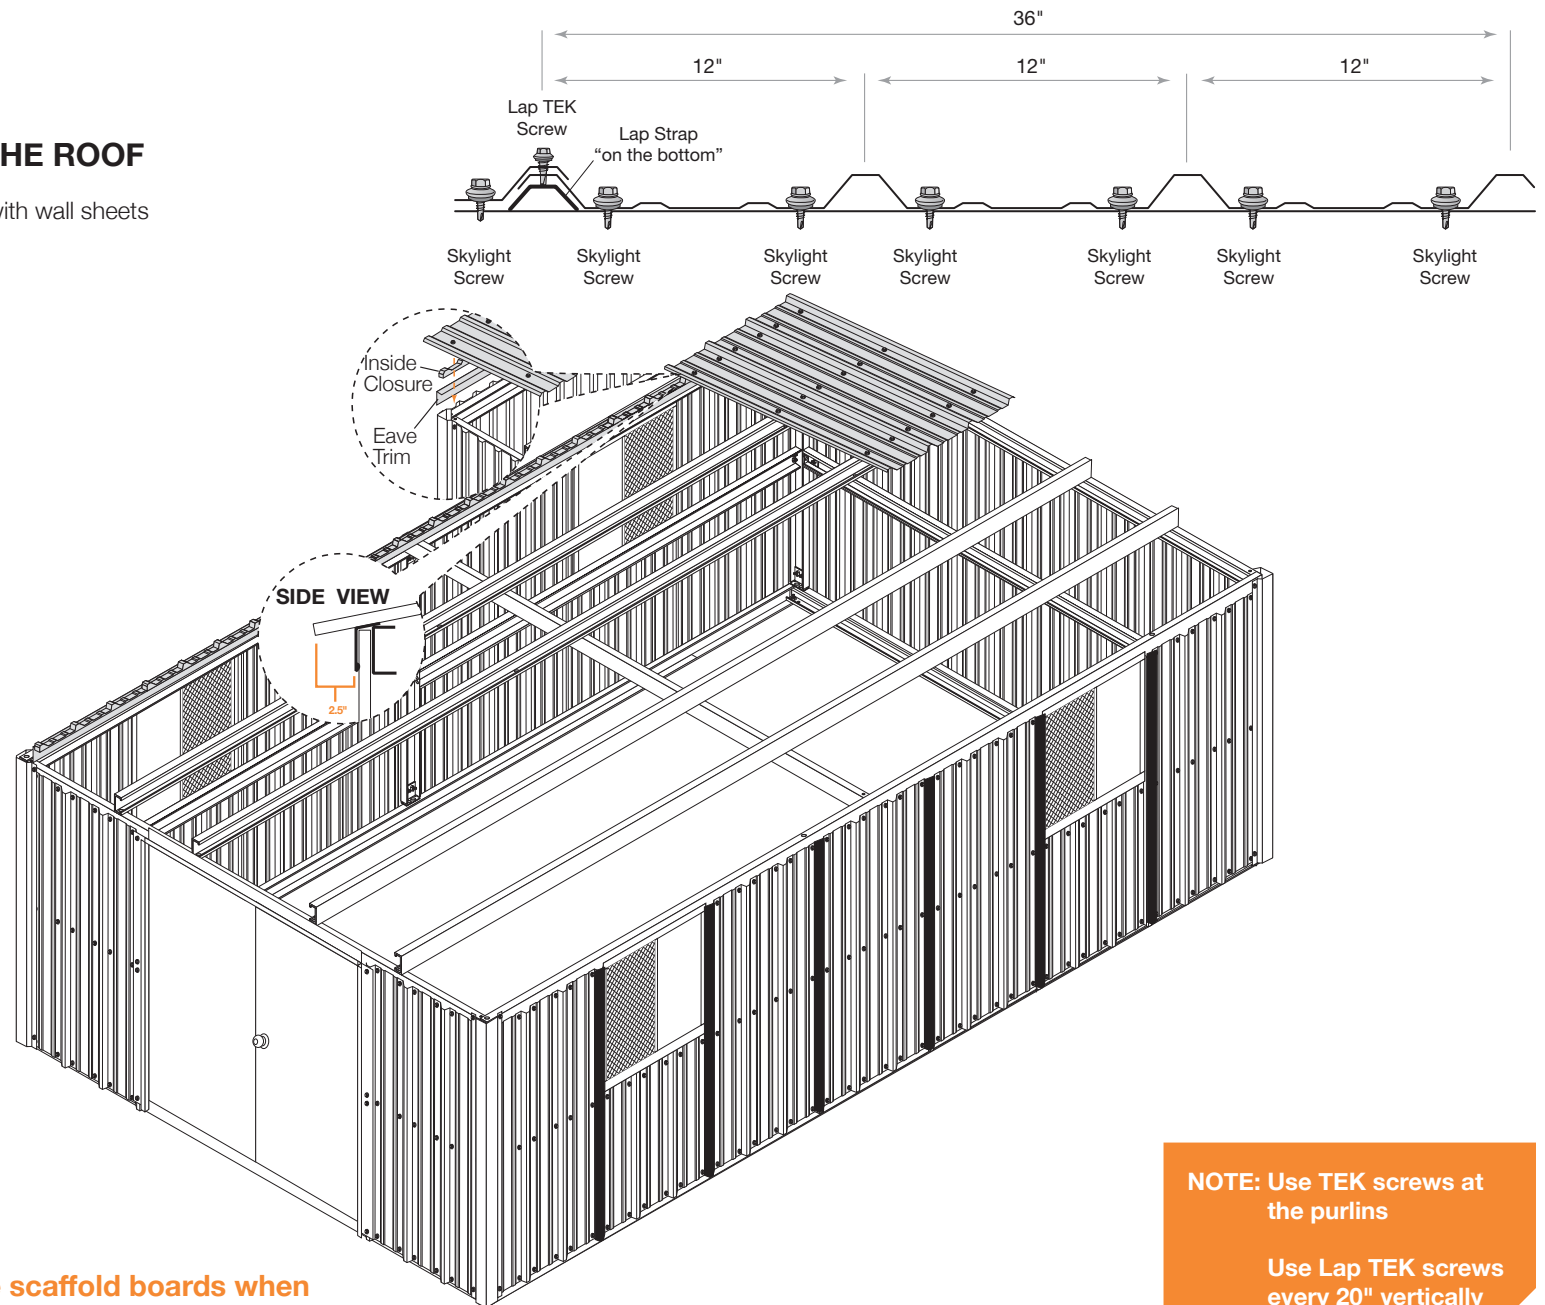 36"
12"
12"
12"
Lap TEK
Screw
Lap Strap
“on the bottom”
HE ROOF
with wall sheets
Skylight
Screw
Skylight
Screw
Skylight
Screw
Skylight
Screw
Skylight
Screw
Skylight
Screw
Skylight
Screw
Inside
Closure
Eave
Trim
SIDE VIEW
2.5"
NOTE: Use TEK screws at
the purlins
Use Lap TEK screws
every 20" vertically
scaffold boards when